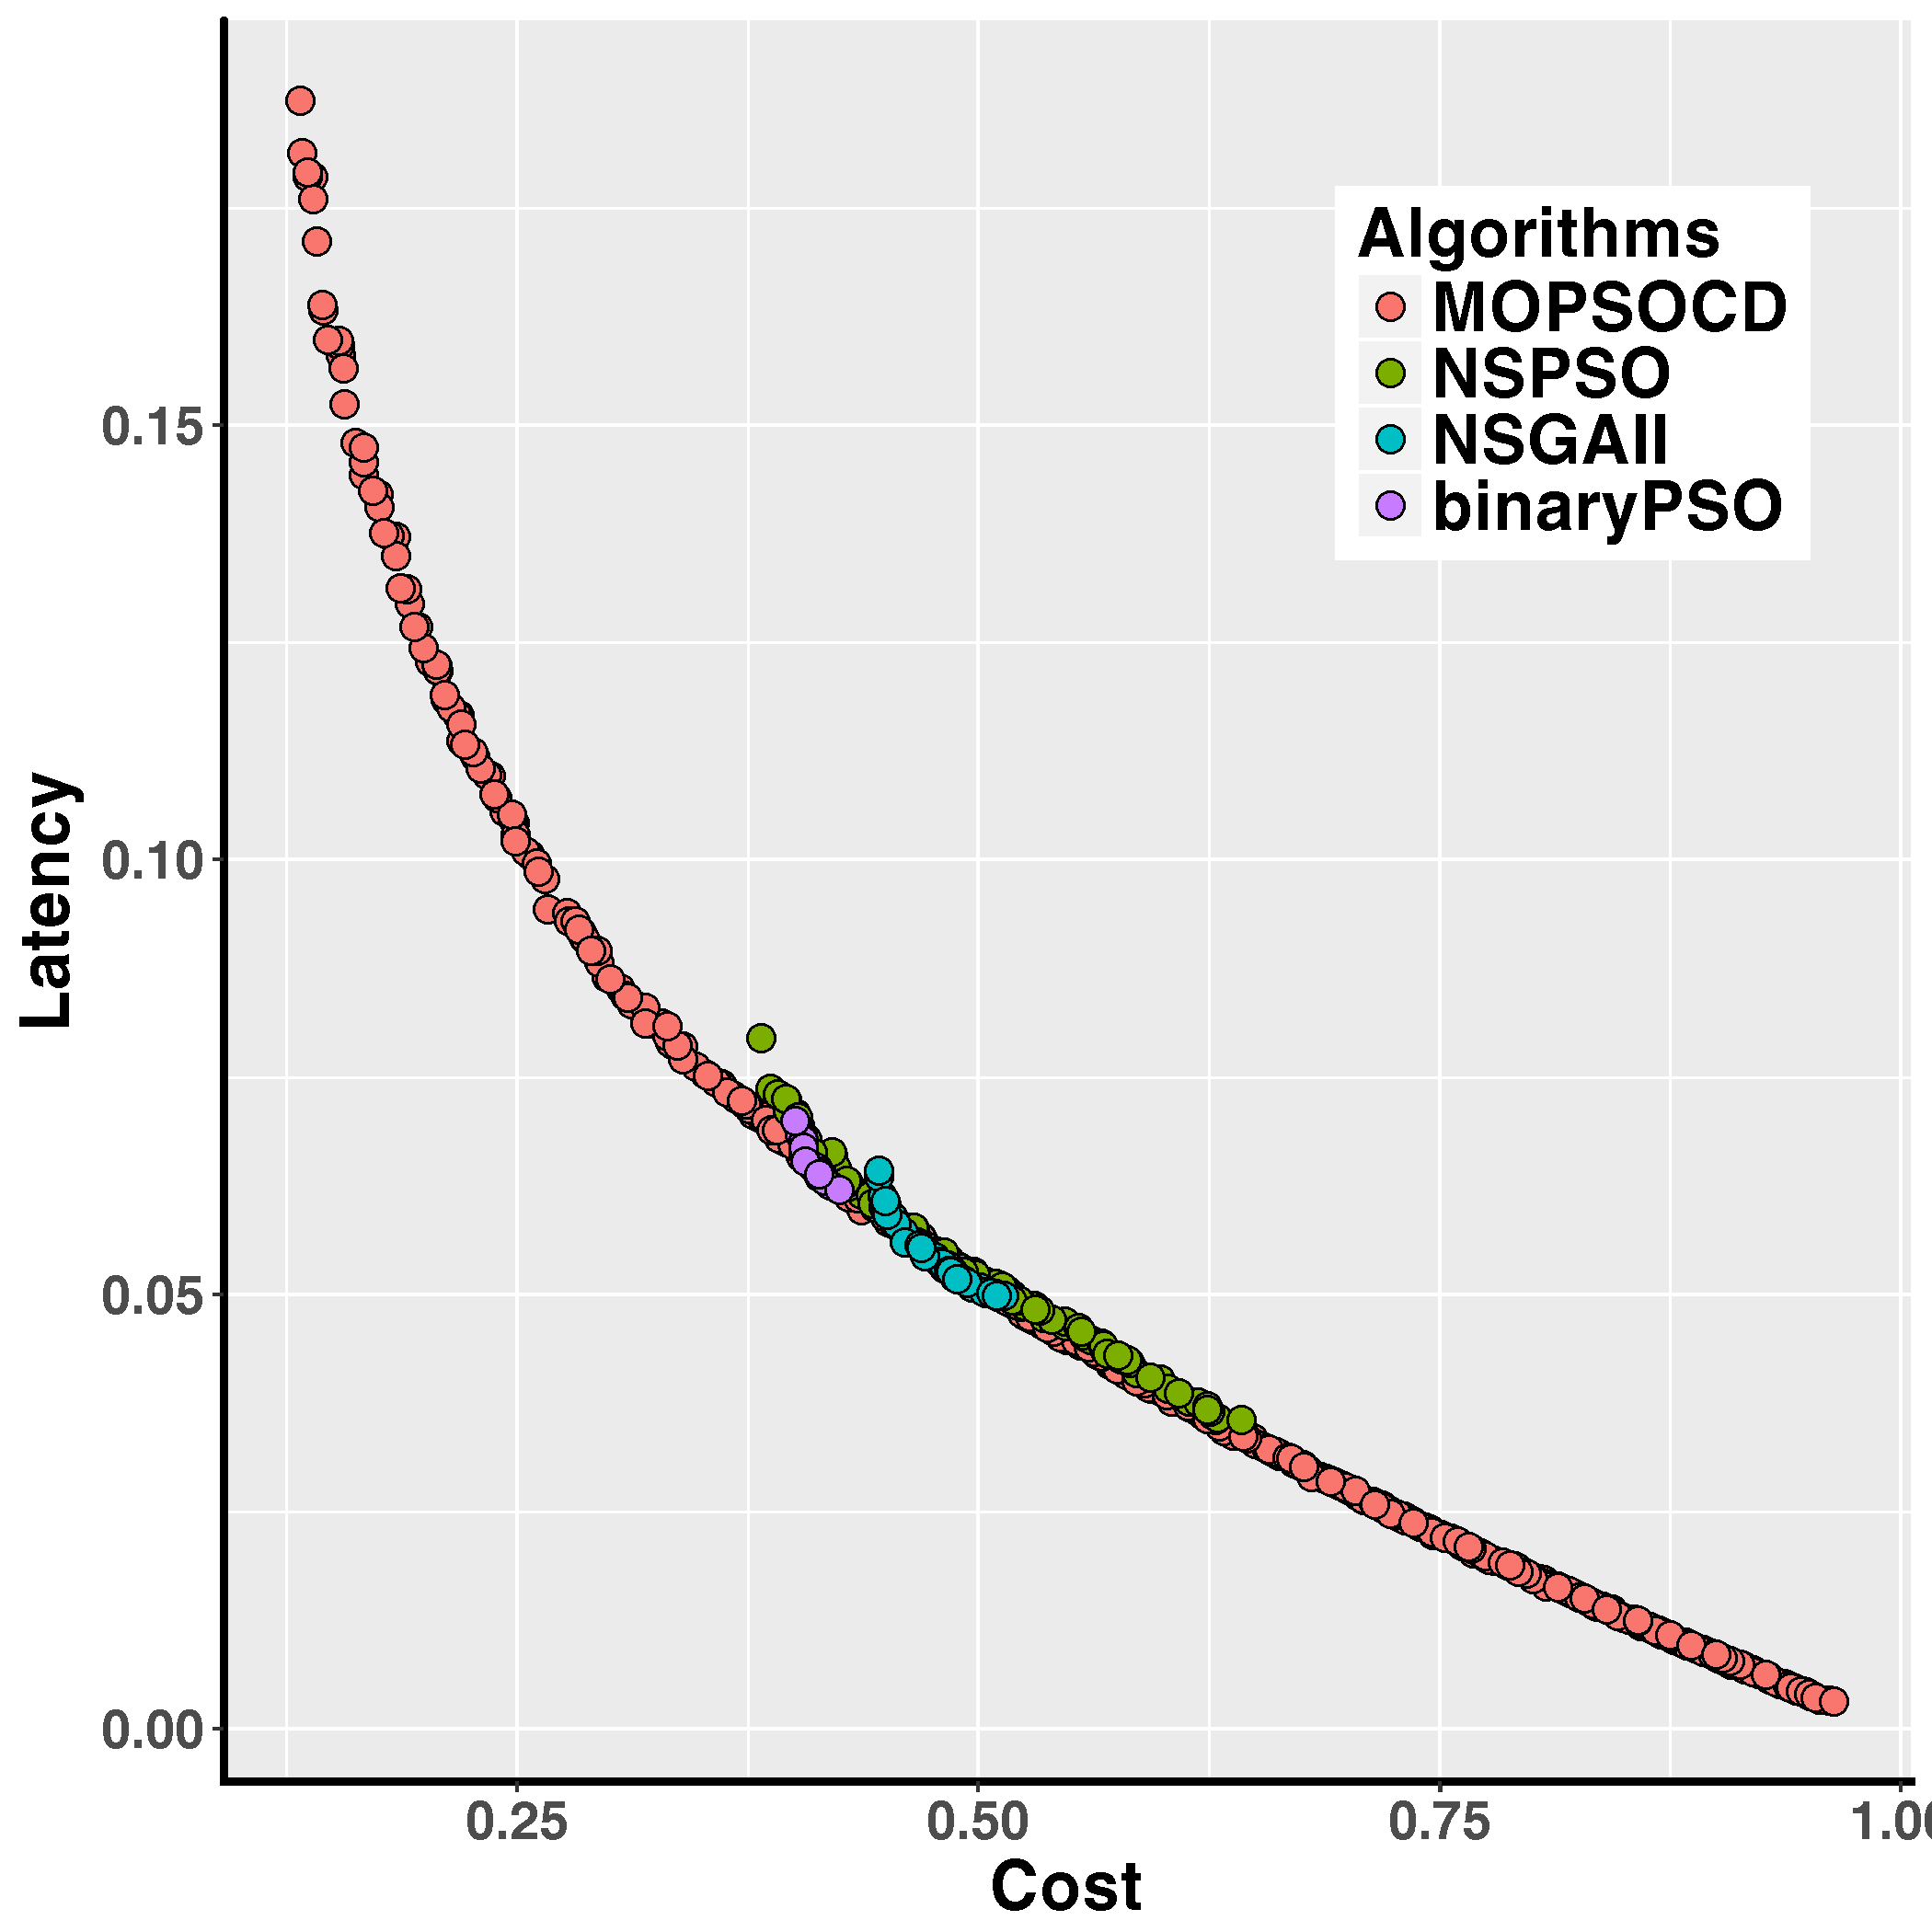 Algorithms
MOPSOCD
NSPSO
NSGAII
binaryPSO
Latency
0.15
0.10
0.05
0.00
0.25 0.50 0.75 1.00
Cost